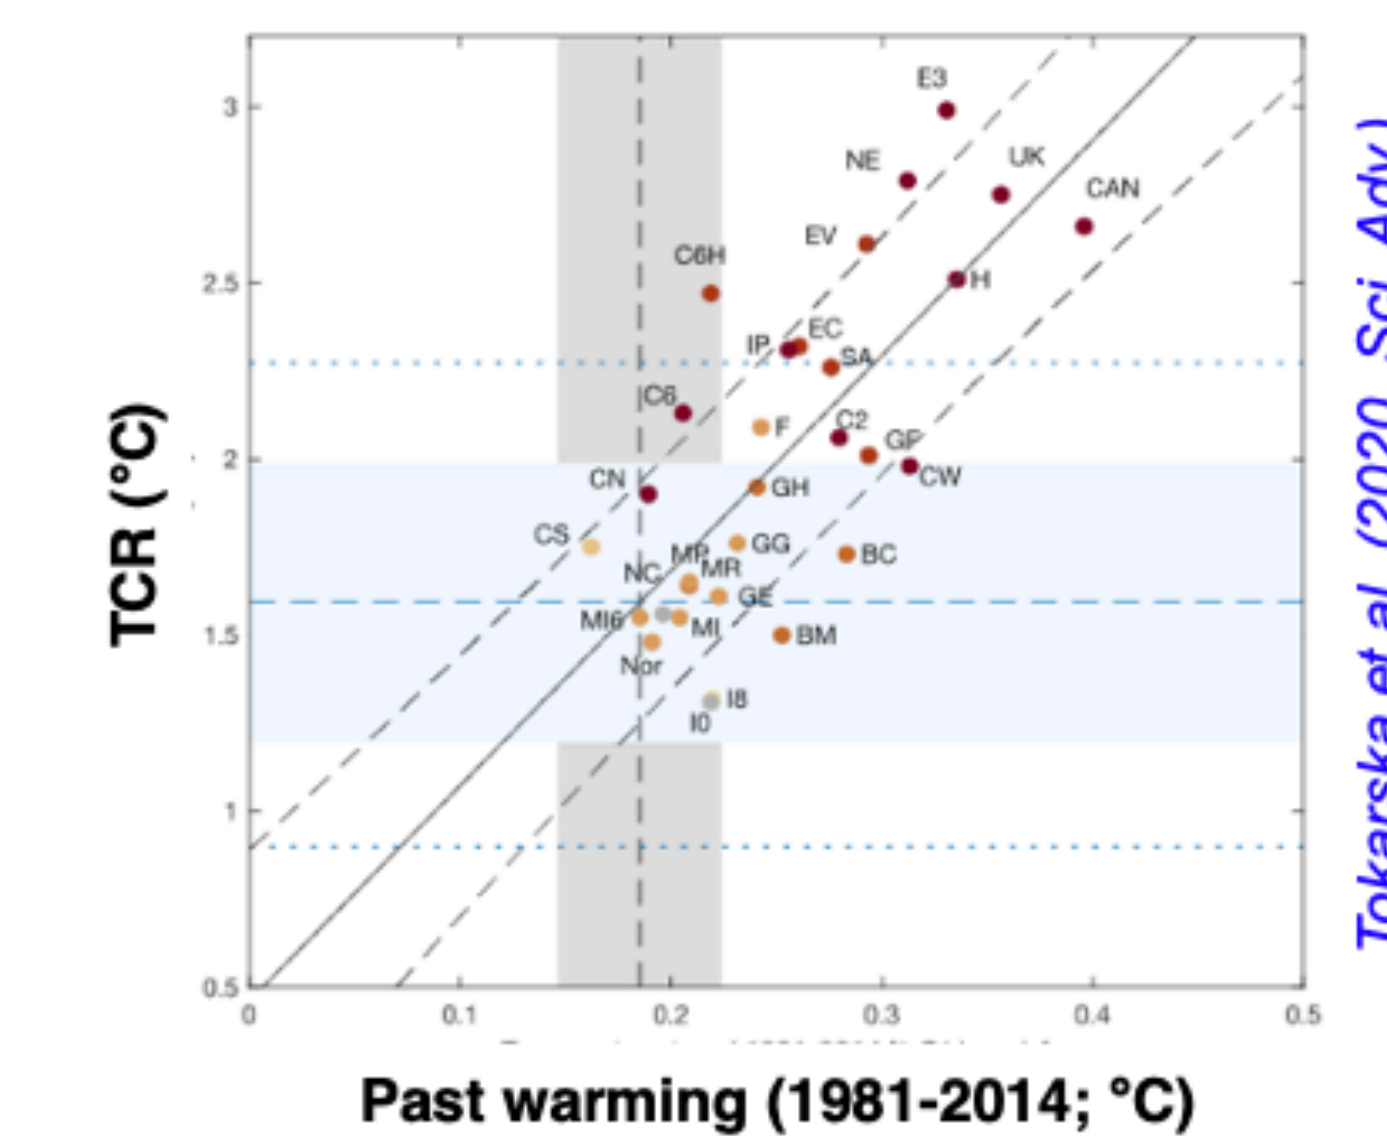 E3
3
NE
UK
CAN
EV
C6H
2.5
H
EC
IP
SA
C6
F
C2
GF
2
CW
CN
GH
CS
GG
MP
MR
BC
NC
GE
MI6
MI
1.5
BM
Nor
I8
I0
1
0.5
0
0.1
0.2
0.3
0.4
0.5
TCR (°C)
Past warming (1981-2014; °C)
Tokarska et al. (2020, Sci. Adv.)